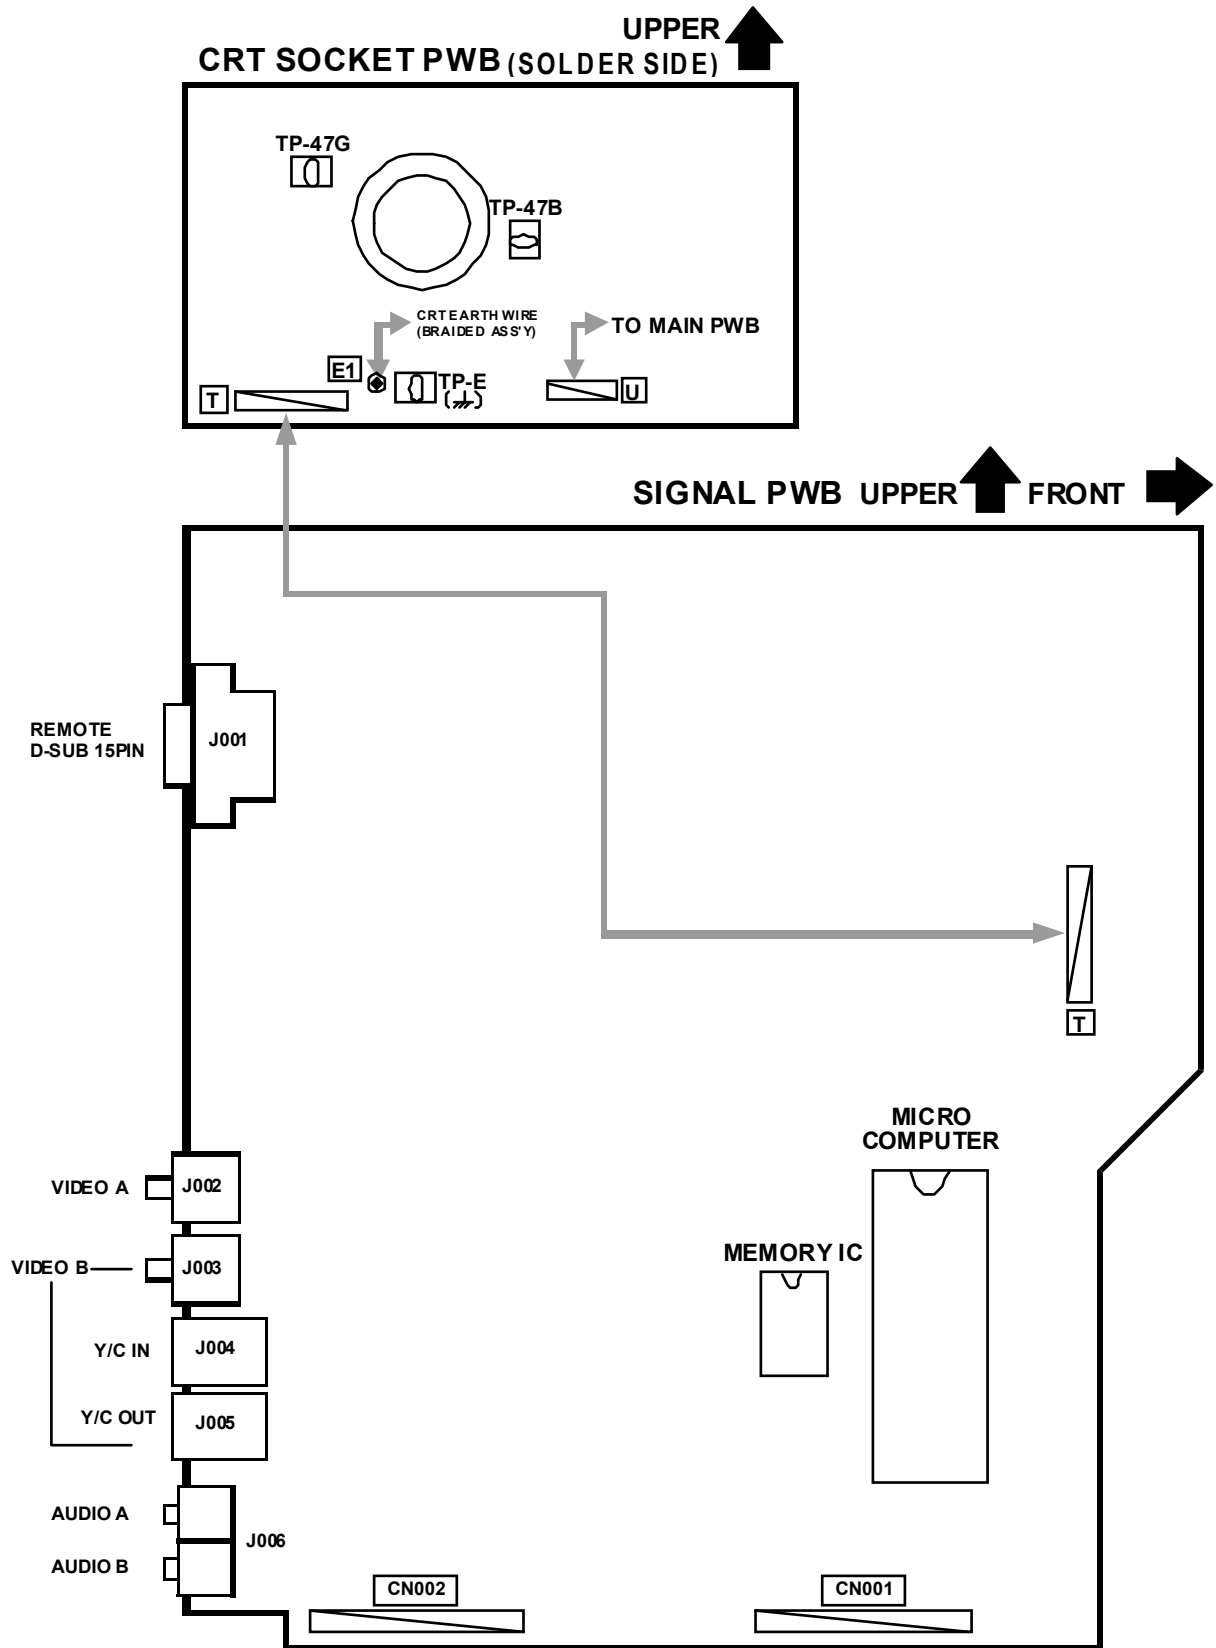 UPPER
CRT SOCKET PWB (SOLDER SIDE)
TP-47G
TP-47B
CRT EARTH WIRE
(BRAIDED ASS'Y)
TO MAIN PWB
E1
TP-E
T
U
SIGNAL PWB UPPER FRONT
REMOTE
D-SUB 15PIN
J001
T
MICRO
COMPUTER
VIDEO A
J002
MEMORY IC
VIDEO B
J003
Y/C IN
J004
Y/C OUT
J005
AUDIO A
J006
AUDIO B
CN002
CN001